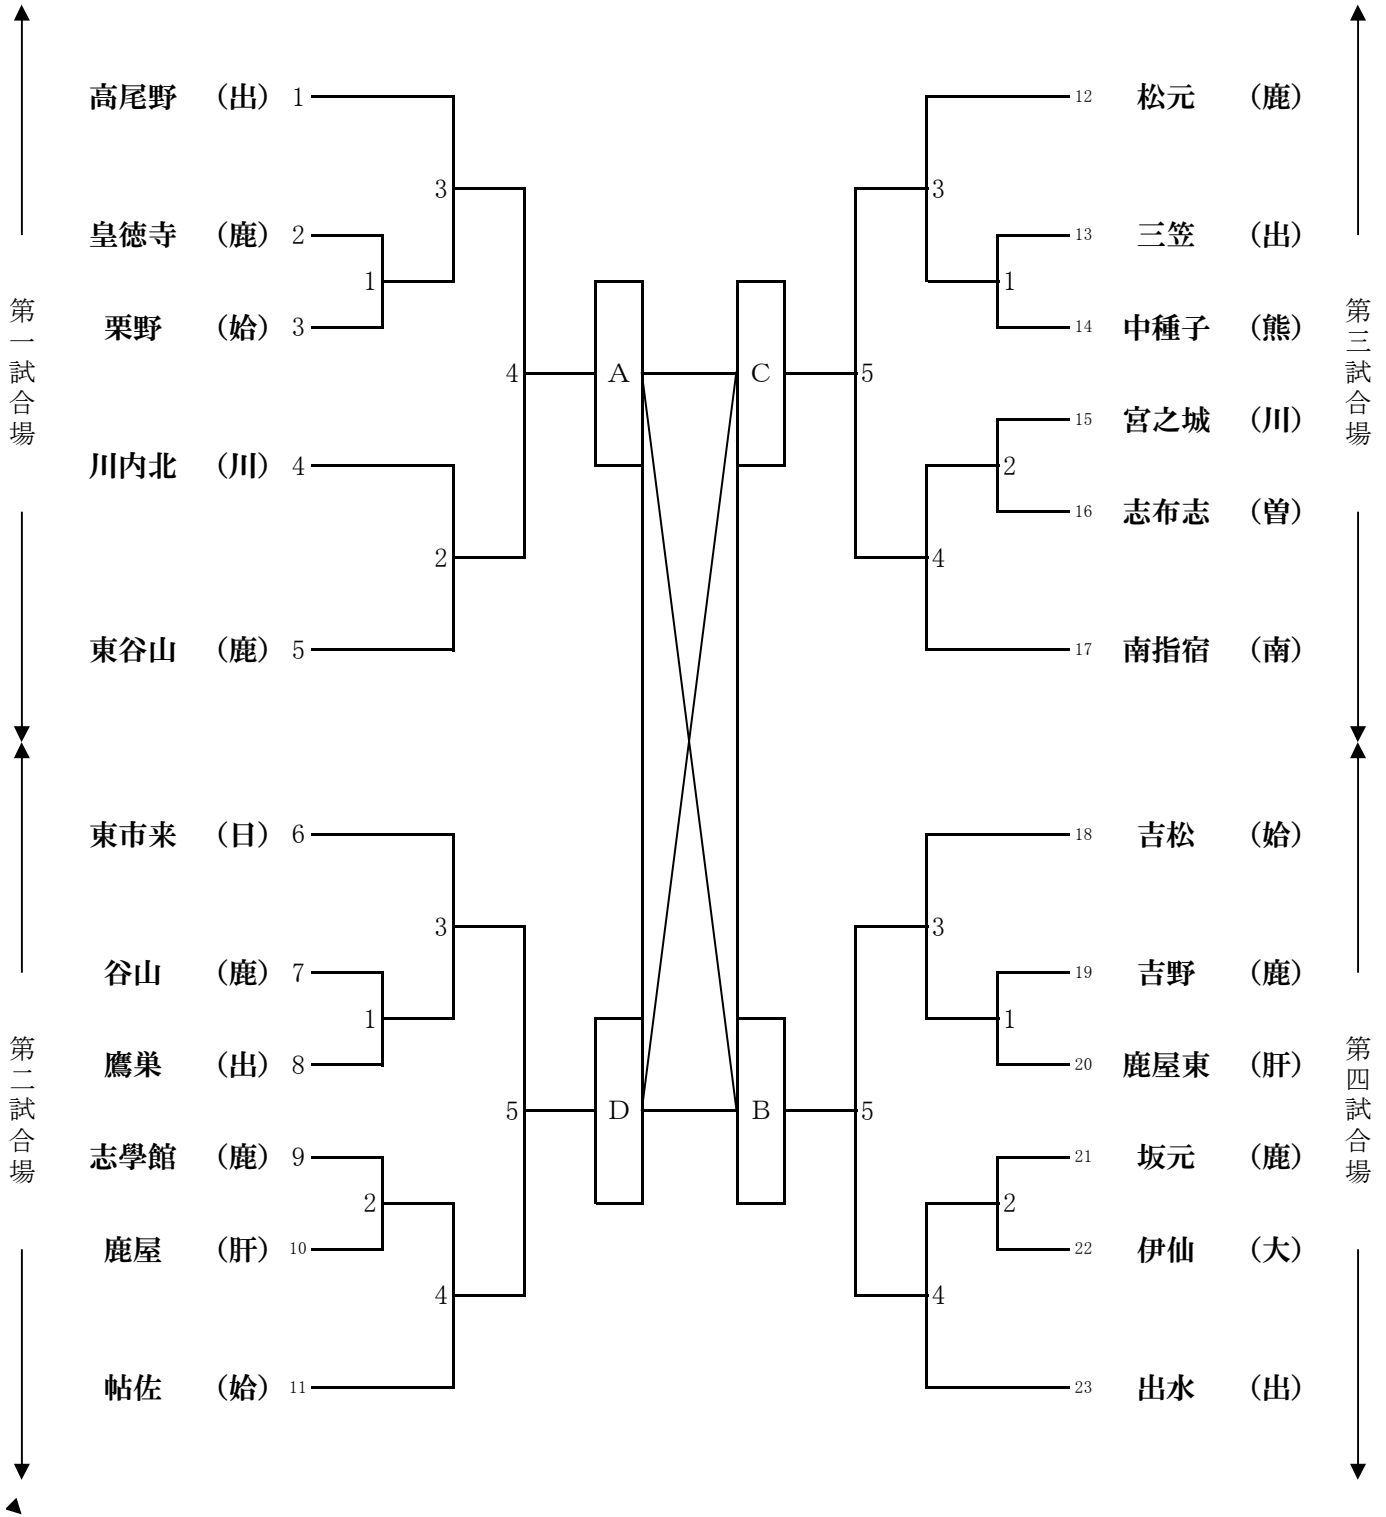 第一試合場
高尾野 （出） 1
皇徳寺 （鹿） 2
栗野 （姶） 3
川内北 （川） 4
東谷山 （鹿） 5
3
1
4
2
第二試合場
東市来 （日） 6
谷山 （鹿） 7
鷹巣 （出） 8
志學館 （鹿） 9
鹿屋 （肝） 10
帖佐 （姶） 11
3
1
5
2
4
A
C
D
B
第三試合場
12 松元 （鹿）
13 三笠 （出）
14 中種子 （熊）
15 宮之城 （川）
16 志布志 （曽）
17 南指宿 （南）
3
1
5
2
4
第四試合場
18 吉松 （姶）
19 吉野 （鹿）
20 鹿屋東 （肝）
21 坂元 （鹿）
22 伊仙 （大）
23 出水 （出）
3
1
5
2
4